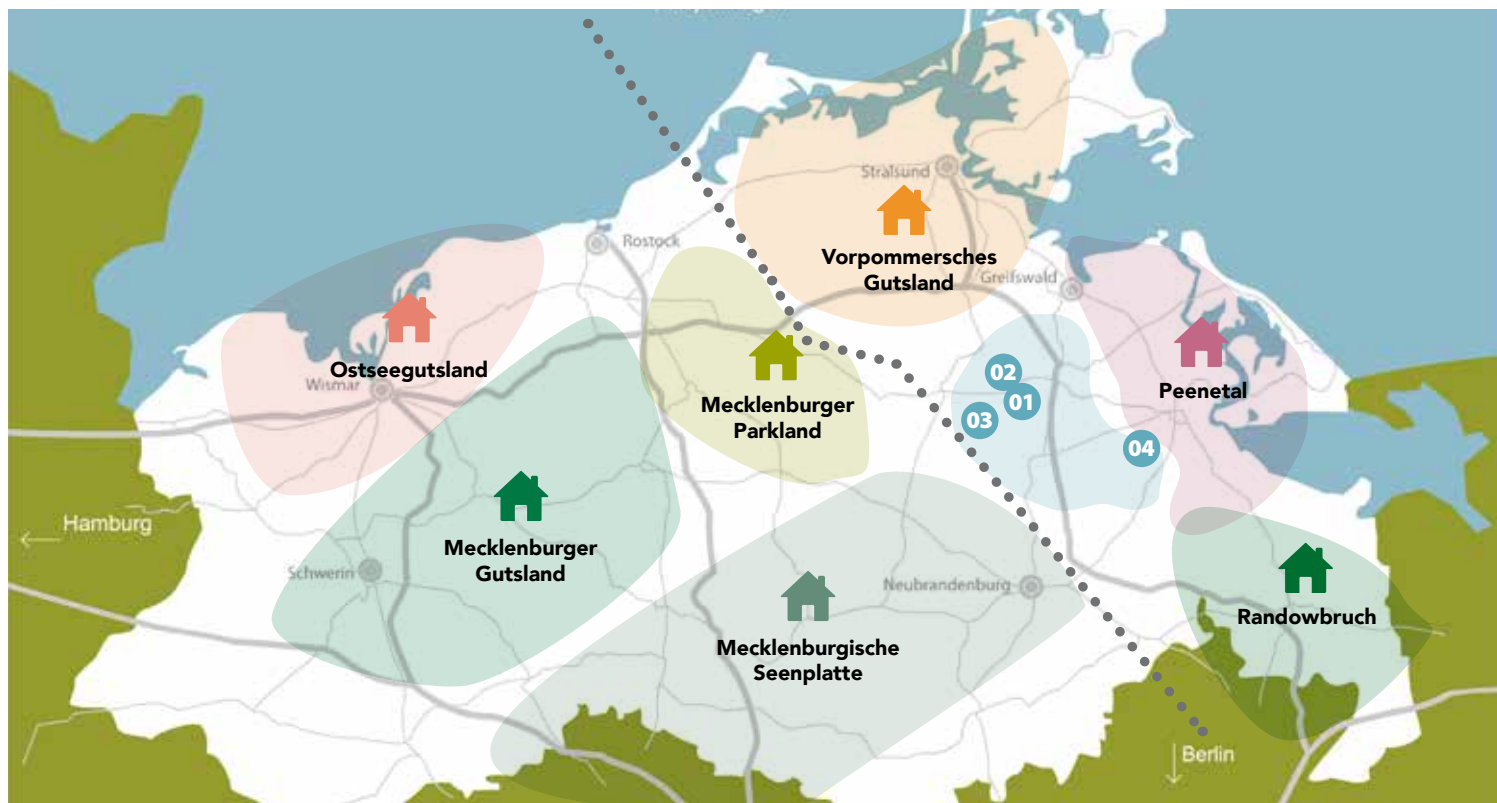 Stralsund
Vorpommersches
Gutsland
Rostock
Greifswald
Ostseegutsland
Wismar
Mecklenburger
Parkland
02
01
03
04
Peenetal
Hamburg
Mecklenburger
Gutsland
Schwerin
Neubrandenburg
Mecklenburgische
Seenplatte
Randowbruch
Berlin